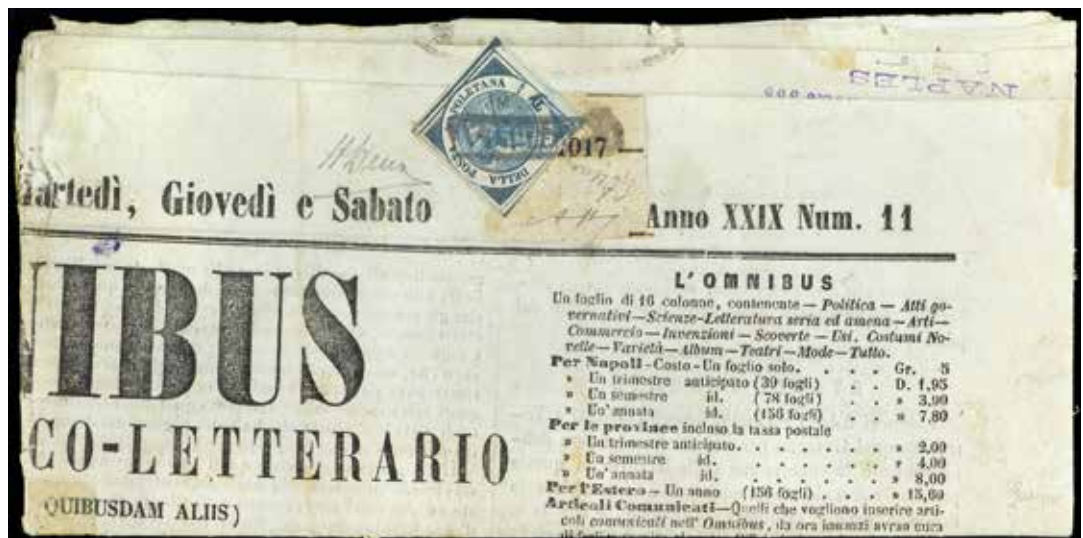 NAPLES
DELLA POSTA
2017 —
Martedì, Giovedì e Sabato
Anno XXIX Num. 11
NIBUS
CO-LETTERARIO
QUIBUSDAM ALIIS)
L'OMNIBUS
Un foglio di 16 colonne, contenente — Politica — Atti go-
vernativi — Scienze-Letteratura seria ed amena — Arti —
Commercio — Invenzioni — Scoverte — Usi, Costumi No-
velle — Varietà — Album — Teatri — Mode — Tutto.
Per Napoli - Costo - Un foglio solo. . . . Gr. 5
» Un trimestre anticipato (39 fogli) . . D. 1,95
» Un semestre id. (78 fogli) . . » 3,90
» Un'annata id. (156 fogli) . . » 7,80
Per le province incluso la tassa postale
» Un trimestre anticipato. . . . . . » 2,00
» Un semestre id. . . . . . . » 4,00
» Un'annata id. . . . . . . » 8,00
Per l'Estero — Un anno (156 fogli) . . . » 15,60
Articoli Comunicati — Quelli che vogliono inserire arti-
coli comunicati nell' Omnibus, da ora innanzi avran cura